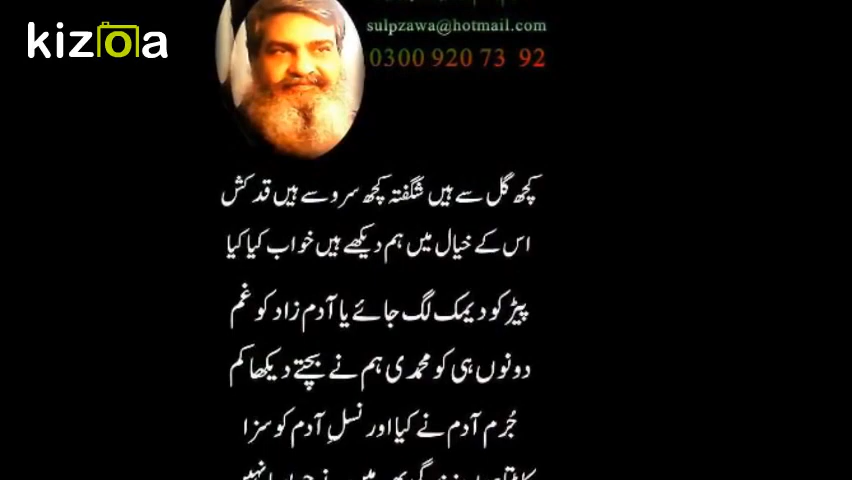 kizoa
sulpzawa@hotmail.com
0300 920 73 92
کچھ گل سے ہیں شگفتہ کچھ سرو سے ہیں قد کش
اس کے خیال میں ہم دیکھے ہیں خواب کیا کیا
پیڑ کو دیمک لگ جائے یا آدم زاد کو غم
دونوں ہی کو محمدی ہم نے بچتے دیکھا کم
جُرم آدم نے کیا اور نسلِ آدم کو سزا